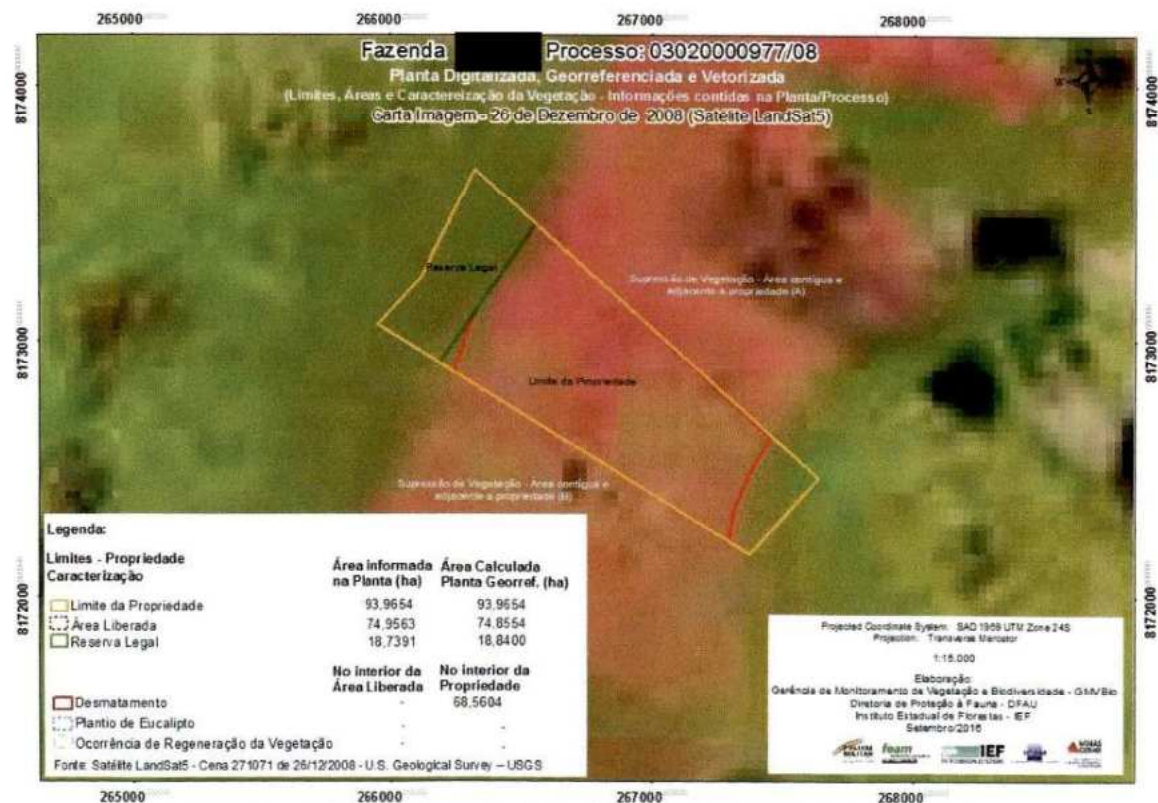 265000 266000 267000 268000
Fazenda Processo: 03020000977/08
Planta Digitalizada, Georreferenciada e Vetorizada
(Limites, Áreas e Caractereização da Vegetação - Informações contidas na Planta/Processo)
Carta Imagem - 26 de Dezembro de 2008 (Satélite LandSat5)
8174000 8174000
Reserva Legal
Supressão de Vegetação - Área contígua e
adjacente a propriedade (A)
8173000 8173000
Limite da Propriedade
Supressão de Vegetação - Área contígua e
adjacente a propriedade (B)
8172000 8172000
Legenda:
Limites - Propriedade
Caracterização
Área informada
na Planta (ha)
Área Calculada
Planta Georref. (ha)
Limite da Propriedade 93,9654 93,9654
Área Liberada 74,9563 74,8554
Reserva Legal 18,7391 18,8400
No interior da
Área Liberada
No interior da
Propriedade
Desmatamento - 68,5604
Plantio de Eucalipto - -
Ocorrência de Regeneração da Vegetação - -
Fonte: Satélite LandSat5 - Cena 271071 de 26/12/2008 - U.S. Geological Survey – USGS
Projected Coordinate System: SAD 1969 UTM Zone 24S
Projection: Transverse Mercator
1:15.000
Elaboração:
Gerência de Monitoramento de Vegetação e Biodiversidade - GMVBio
Diretoria de Proteção à Fauna - DFAU
Instituto Estadual de Florestas - IEF
Setembro/2016
feam IEF
265000 266000 267000 268000